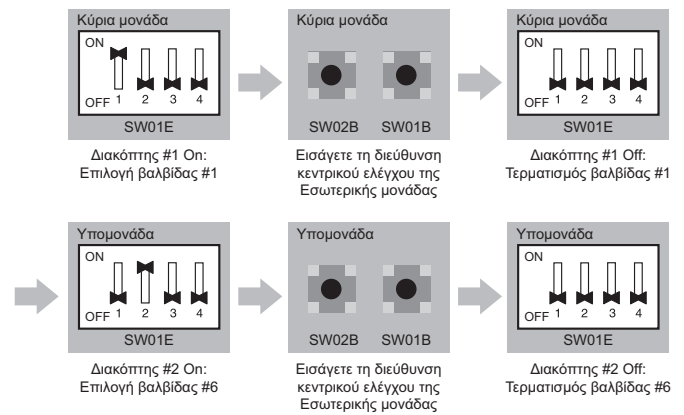 Κύρια μονάδα
ON
OFF 1 2 3 4
SW01E
Διακόπτης #1 On:
Επιλογή βαλβίδας #1
Κύρια μονάδα
SW02B SW01B
Εισάγετε τη διεύθυνση
κεντρικού ελέγχου της
Εσωτερικής μονάδας
Κύρια μονάδα
ON
OFF 1 2 3 4
SW01E
Διακόπτης #1 Off:
Τερματισμός βαλβίδας #1
Υπομονάδα
ON
OFF 1 2 3 4
SW01E
Διακόπτης #2 On:
Επιλογή βαλβίδας #6
Υπομονάδα
SW02B SW01B
Εισάγετε τη διεύθυνση
κεντρικού ελέγχου της
Εσωτερικής μονάδας
Υπομονάδα
ON
OFF 1 2 3 4
SW01E
Διακόπτης #2 Off:
Τερματισμός βαλβίδας #6